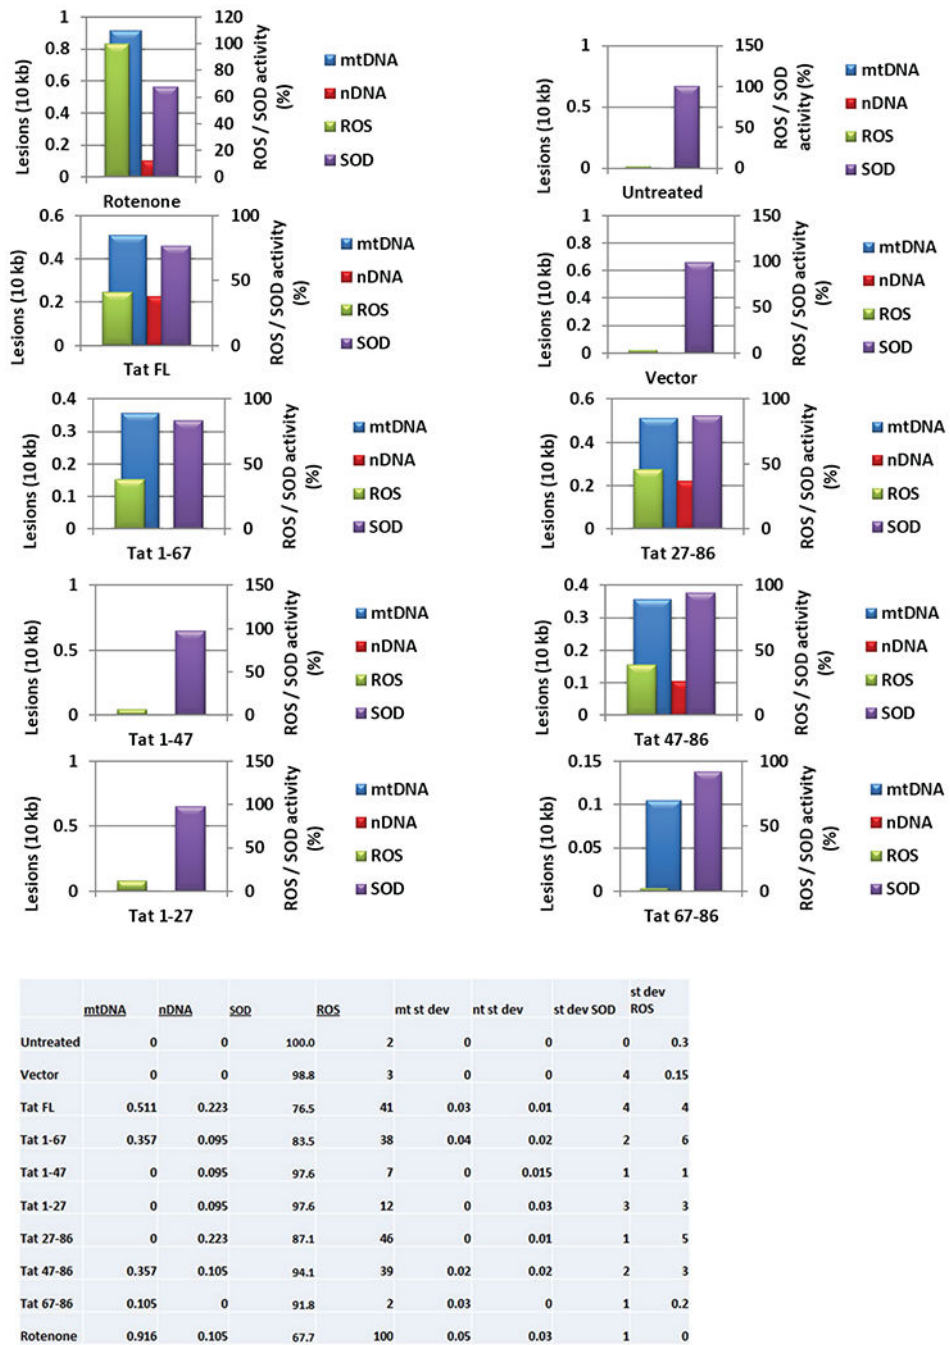 Lesions (10 kb)
1
0.8
0.6
0.4
0.2
0
120
100
80
60
40
20
0
ROS / SOD activity
(%)
mtDNA
nDNA
ROS
SOD
Rotenone
Lesions (10 kb)
1
0.5
0
150
100
50
0
ROS / SOD
activity (%)
mtDNA
nDNA
ROS
SOD
Untreated
Lesions (10 kb)
0.6
0.4
0.2
0
100
50
0
ROS / SOD activity
(%)
mtDNA
nDNA
ROS
SOD
Tat FL
Lesions (10 kb)
1
0.8
0.6
0.4
0.2
0
150
100
50
0
ROS / SOD activity
(%)
mtDNA
nDNA
ROS
SOD
Vector
Lesions (10 kb)
0.4
0.3
0.2
0.1
0
100
50
0
ROS / SOD activity
(%)
mtDNA
nDNA
ROS
SOD
Tat 1-67
Lesions (10 kb)
0.6
0.4
0.2
0
100
50
0
ROS / SOD activity
(%)
mtDNA
nDNA
ROS
SOD
Tat 27-86
Lesions (10 kb)
1
0.5
0
150
100
50
0
ROS / SOD activity
(%)
mtDNA
nDNA
ROS
SOD
Tat 1-47
Lesions (10 kb)
0.4
0.3
0.2
0.1
0
100
50
0
ROS / SOD activity
(%)
mtDNA
nDNA
ROS
SOD
Tat 47-86
Lesions (10 kb)
1
0.5
0
150
100
50
0
ROS / SOD activity
(%)
mtDNA
nDNA
ROS
SOD
Tat 1-27
Lesions (10 kb)
0.15
0.1
0.05
0
100
50
0
ROS / SOD activity
(%)
mtDNA
nDNA
ROS
SOD
Tat 67-86
mtDNA nDNA SOD ROS mt st dev nt st dev st dev SOD st dev ROS
Untreated 0 0 100.0 2 0 0 0 0.3
Vector 0 0 98.8 3 0 0 4 0.15
Tat FL 0.511 0.223 76.5 41 0.03 0.01 4 4
Tat 1-67 0.357 0.095 83.5 38 0.04 0.02 2 6
Tat 1-47 0 0.095 97.6 7 0 0.015 1 1
Tat 1-27 0 0.095 97.6 12 0 0.03 3 3
Tat 27-86 0 0.223 87.1 46 0 0.01 1 5
Tat 47-86 0.357 0.105 94.1 39 0.02 0.02 2 3
Tat 67-86 0.105 0 91.8 2 0.03 0 1 0.2
Rotenone 0.916 0.105 67.7 100 0.05 0.03 1 0